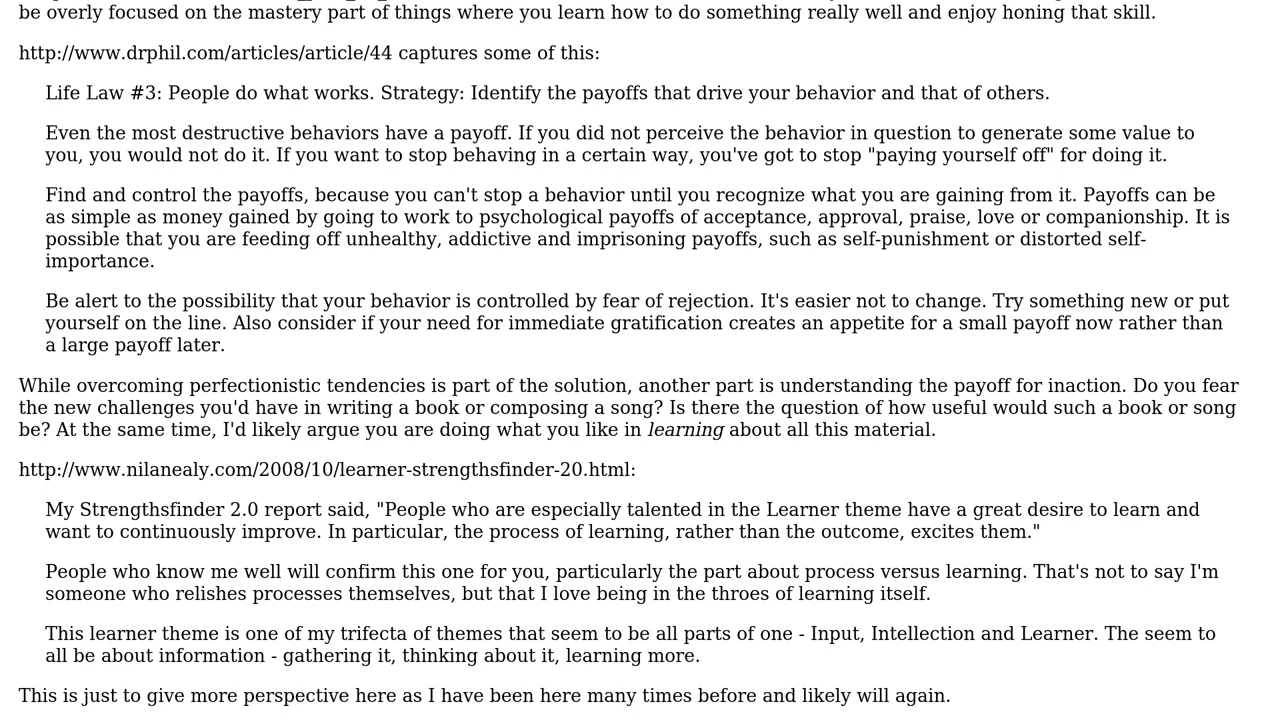 be overly focused on the mastery part of things where you learn how to do something really well and enjoy honing that skill.
http://www.drphil.com/articles/article/44 captures some of this:
Life Law #3: People do what works. Strategy: Identify the payoffs that drive your behavior and that of others.
Even the most destructive behaviors have a payoff. If you did not perceive the behavior in question to generate some value to
you, you would not do it. If you want to stop behaving in a certain way, you've got to stop "paying yourself off" for doing it.
Find and control the payoffs, because you can't stop a behavior until you recognize what you are gaining from it. Payoffs can be
as simple as money gained by going to work to psychological payoffs of acceptance, approval, praise, love or companionship. It is
possible that you are feeding off unhealthy, addictive and imprisoning payoffs, such as self-punishment or distorted self-
importance.
Be alert to the possibility that your behavior is controlled by fear of rejection. It's easier not to change. Try something new or put
yourself on the line. Also consider if your need for immediate gratification creates an appetite for a small payoff now rather than
a large payoff later.
While overcoming perfectionistic tendencies is part of the solution, another part is understanding the payoff for inaction. Do you fear
the new challenges you'd have in writing a book or composing a song? Is there the question of how useful would such a book or song
be? At the same time, I'd likely argue you are doing what you like in learning about all this material.
http://www.nilanealy.com/2008/10/learner-strengthsfinder-20.html:
My Strengthsfinder 2.0 report said, "People who are especially talented in the Learner theme have a great desire to learn and
want to continuously improve. In particular, the process of learning, rather than the outcome, excites them."
People who know me well will confirm this one for you, particularly the part about process versus learning. That's not to say I'm
someone who relishes processes themselves, but that I love being in the throes of learning itself.
This learner theme is one of my trifecta of themes that seem to be all parts of one - Input, Intellection and Learner. The seem to
all be about information - gathering it, thinking about it, learning more.
This is just to give more perspective here as I have been here many times before and likely will again.